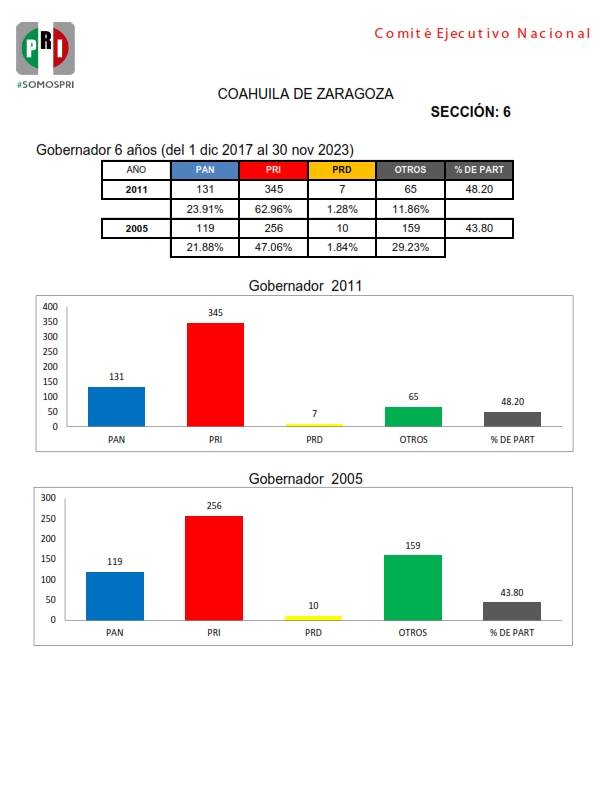 PRI
#SOMOSPRI
Comité Ejecutivo Nacional
COAHUILA DE ZARAGOZA
SECCIÓN: 6
Gobernador 6 años (del 1 dic 2017 al 30 nov 2023)
AÑO PAN PRI PRD OTROS % DE PART
2011 131 345 7 65 48.20
23.91% 62.96% 1.28% 11.86%
2005 119 256 10 159 43.80
21.88% 47.06% 1.84% 29.23%
Gobernador 2011
400
350
300
250
200
150
100
50
0
131
345
7
65
48.20
PAN PRI PRD OTROS % DE PART
Gobernador 2005
300
250
200
150
100
50
0
119
256
10
159
43.80
PAN PRI PRD OTROS % DE PART